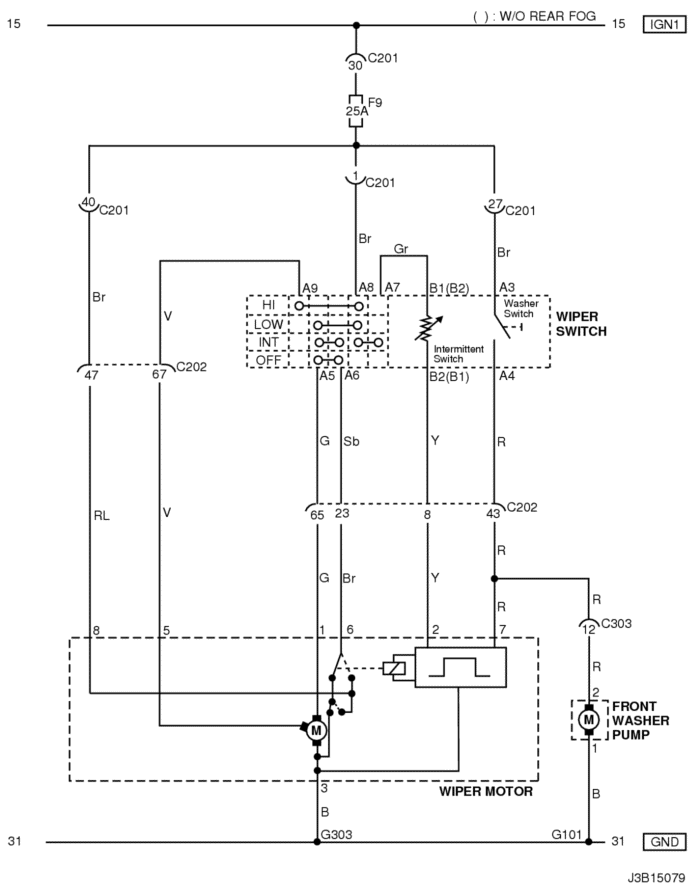 15 ( ) : W/O REAR FOG 15 IGN1
30 C201
F9
25A
1 C201
40 C201
27 C201
Br Gr Br
Br V
A9 A8 A7 B1(B2) A3
HI
LOW
INT
OFF
Washer
Switch
WIPER
SWITCH
Intermittent
Switch
A5 A6 B2(B1) A4
47 67 C202
G Sb Y R
65 23 8 43 C202
RL V
R
G Br Y R
R
12 C303
8 5 1 6 2 7
R
2
M
M
FRONT
WASHER
PUMP
1
WIPER MOTOR
3
B B
31 G303 G101 31 GND
J3B15079